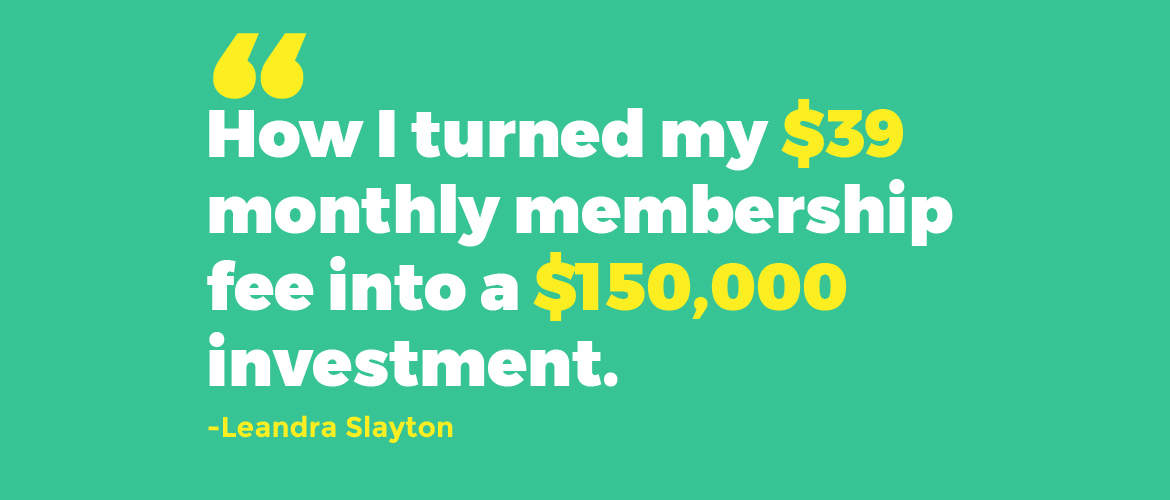 “
How I turned my $39
monthly membership
fee into a $150,000
investment.
-Leandra Slayton